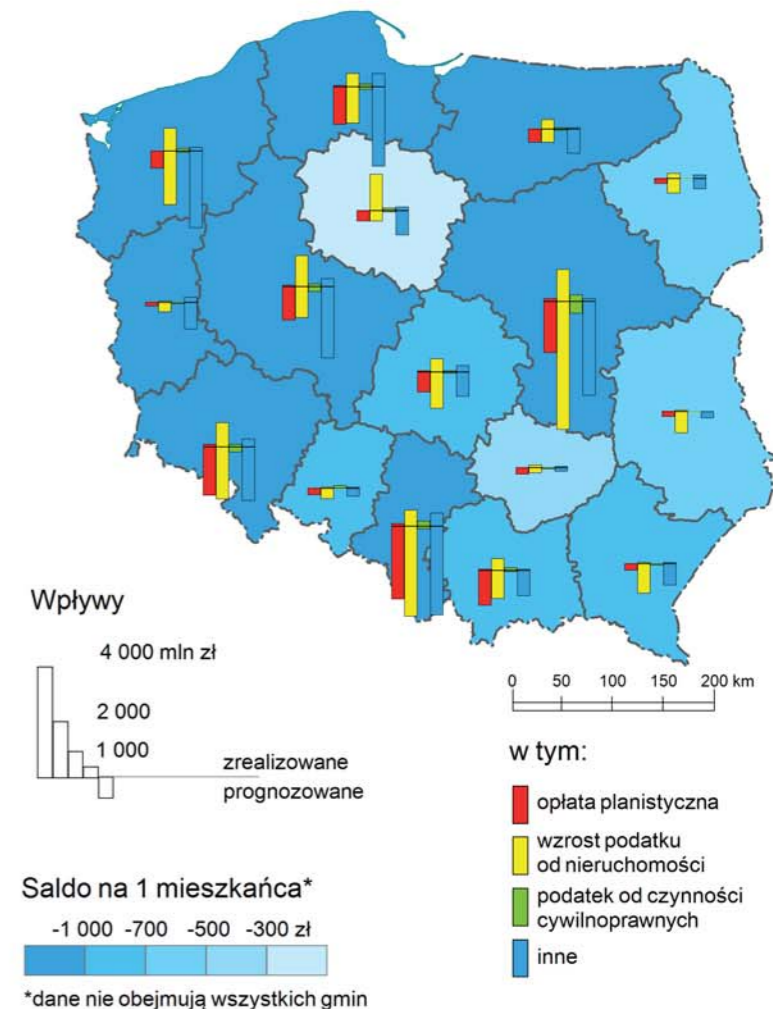 Wpływy
4 000 mln zł
2 000
1 000
zrealizowane
prognozowane
Saldo na 1 mieszkańca*
-1 000 -700 -500 -300 zł
*dane nie obejmują wszystkich gmin
0 50 100 150 200 km
w tym:
opłata planistyczna
wzrost podatku
od nieruchomości
podatek od czynności
cywilnoprawnych
inne